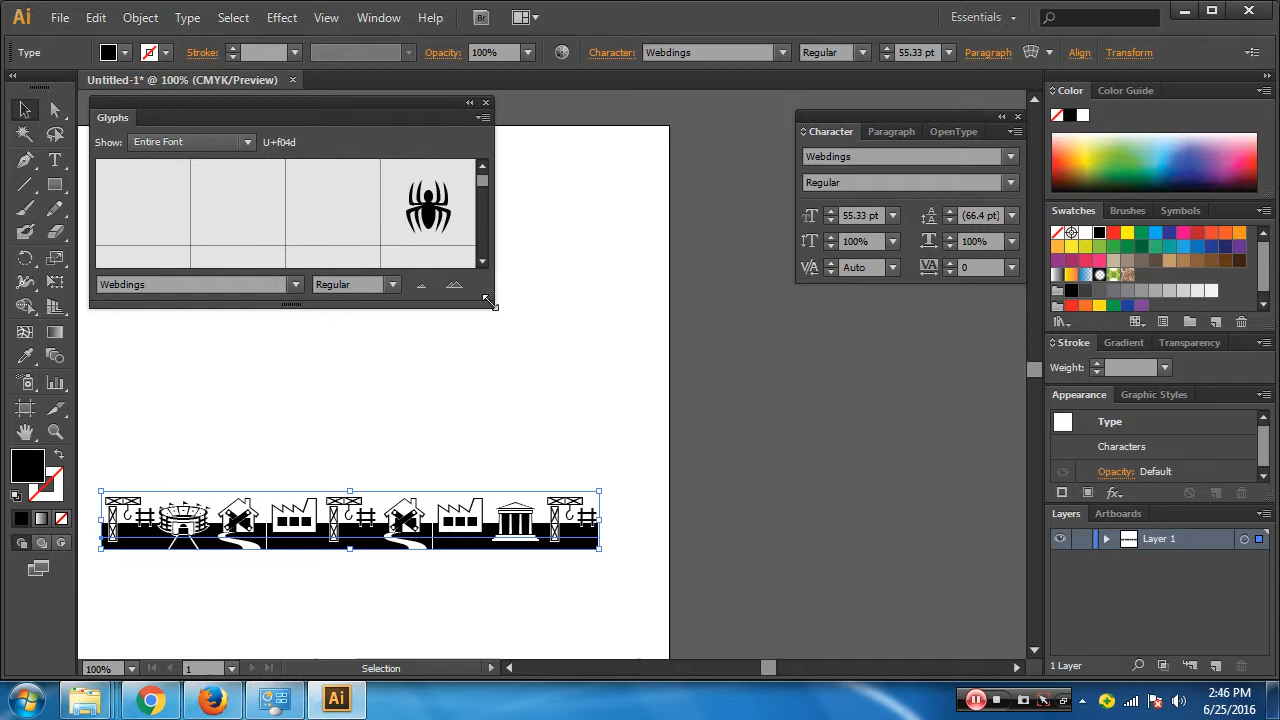 Ai File Edit Object Type Select Effect View Window Help Br Essentials
Type Stroke: Opacity: 100% Character: Webdings Regular 55.33 pt Paragraph Align Transform
Untitled-1* @ 100% (CMYK/Preview)
Glyphs
Show: Entire Font U+f04d
Webdings Regular
Character Paragraph OpenType
Webdings
Regular
55.33 pt (66.4 pt)
100% 100%
Auto 0
Color Color Guide
Swatches Brushes Symbols
Stroke Gradient Transparency
Weight:
Appearance Graphic Styles
Type
Characters
Opacity: Default
fx
Layers Artboards
Layer 1
1 Layer
100% 1 Selection
Ai
2:46 PM
6/25/2016